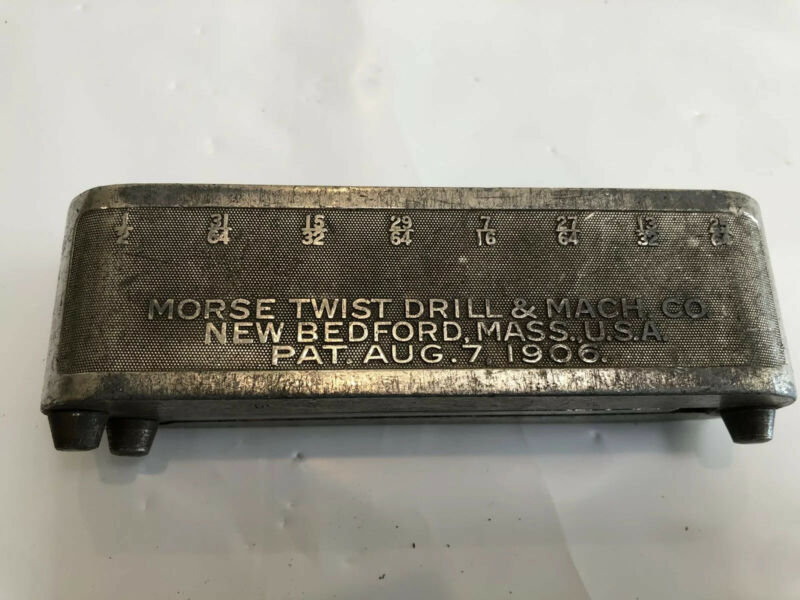 1/2 31/64 15/32 29/64 7/16 27/64 13/32
MORSE TWIST DRILL & MACH. CO.
NEW BEDFORD, MASS., U.S.A.
PAT. AUG. 7, 1906.